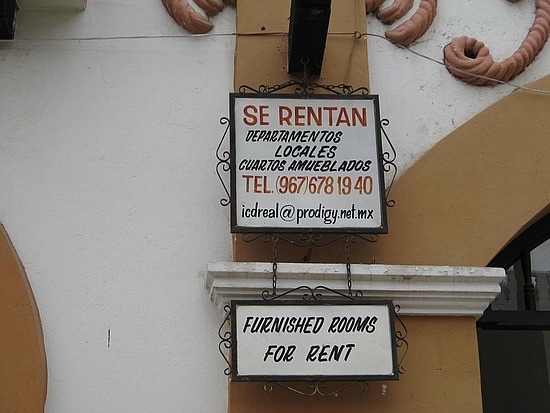 SE RENTAN
DEPARTAMENTOS
LOCALES
CUARTOS AMUEBLADOS
TEL. (967) 678 19 40
icdreal@prodigy.net.mx
FURNISHED ROOMS
FOR RENT